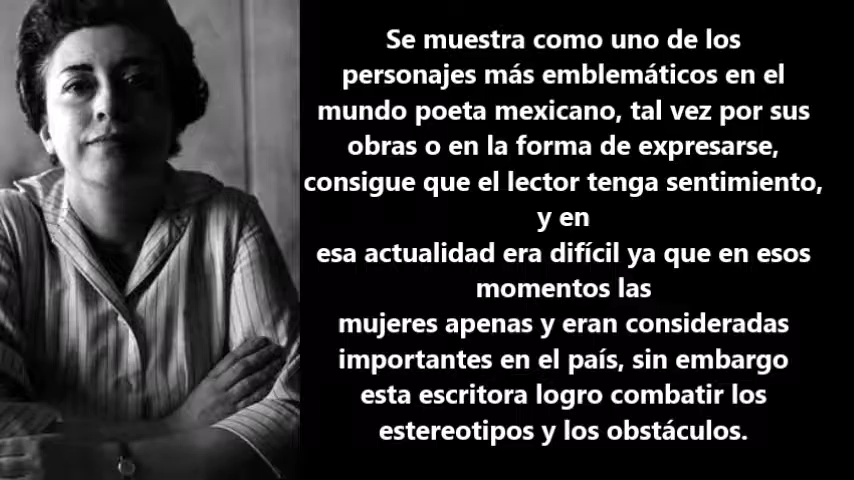 Se muestra como uno de los
personajes más emblemáticos en el
mundo poeta mexicano, tal vez por sus
obras o en la forma de expresarse,
consigue que el lector tenga sentimiento,
y en
esa actualidad era difícil ya que en esos
momentos las
mujeres apenas y eran consideradas
importantes en el país, sin embargo
esta escritora logro combatir los
estereotipos y los obstáculos.